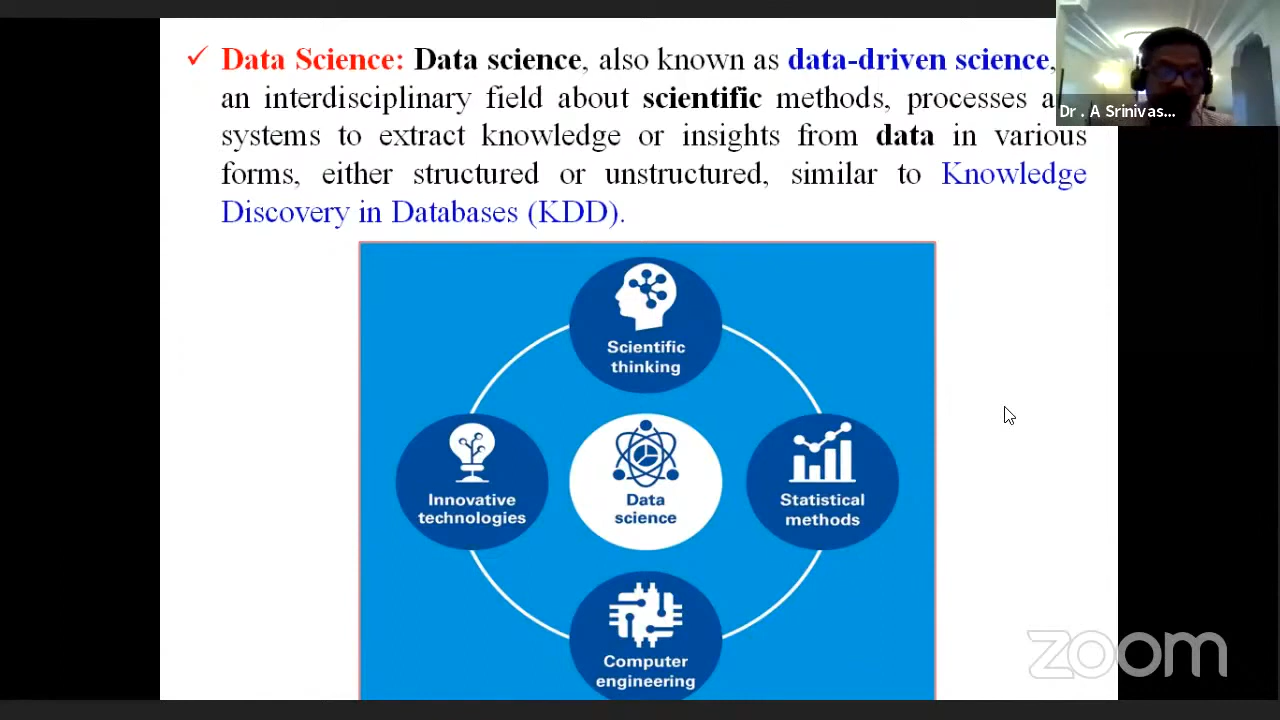 ✓ Data Science: Data science, also known as data-driven science,
an interdisciplinary field about scientific methods, processes a
systems to extract knowledge or insights from data in various
forms, either structured or unstructured, similar to Knowledge
Discovery in Databases (KDD).
Dr . A Srinivas...
Scientific
thinking
Innovative
technologies
Data
science
Statistical
methods
Computer
engineering
zoom